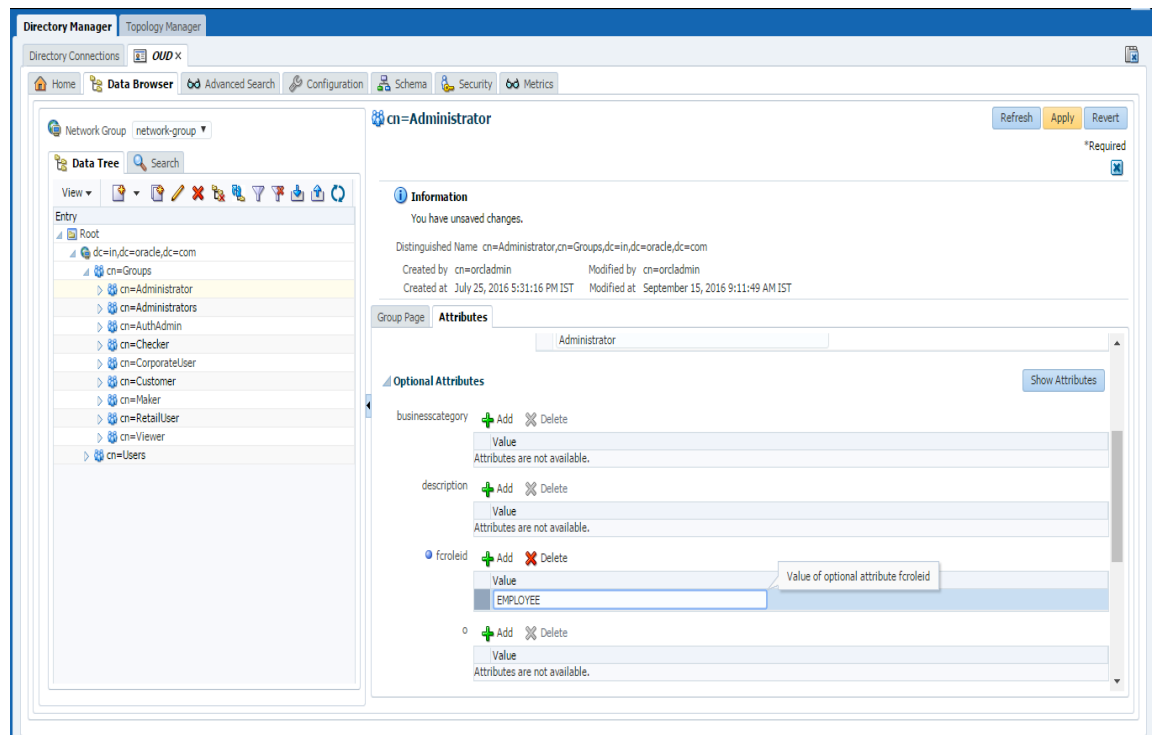 Directory Manager Topology Manager
Directory Connections OUD ×
Home Data Browser Advanced Search Configuration Schema Security Metrics
Network Group network-group
Data Tree Search
View
Entry
Root
dc=in,dc=oracle,dc=com
cn=Groups
cn=Administrator
cn=Administrators
cn=AuthAdmin
cn=Checker
cn=CorporateUser
cn=Customer
cn=Maker
cn=RetailUser
cn=Viewer
cn=Users
cn=Administrator
Refresh Apply Revert
*Required
Information
You have unsaved changes.
Distinguished Name cn=Administrator,cn=Groups,dc=in,dc=oracle,dc=com
Created by cn=orcladmin Modified by cn=orcladmin
Created at July 25, 2016 5:31:16 PM IST Modified at September 15, 2016 9:11:49 AM IST
Group Page Attributes
Administrator
Optional Attributes Show Attributes
businesscategory Add Delete
Value
Attributes are not available.
description Add Delete
Value
Attributes are not available.
fcroleid Add Delete
Value
Value of optional attribute fcroleid
EMPLOYEE
o Add Delete
Value
Attributes are not available.